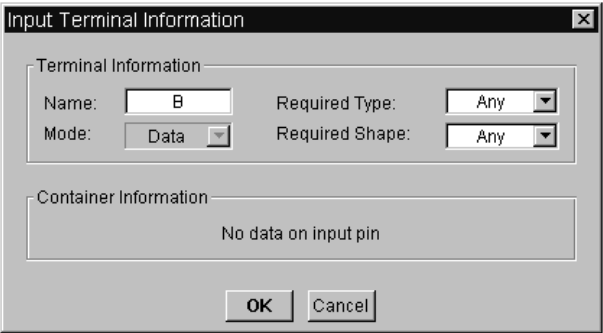 Input Terminal Information
Terminal Information
Name: B Required Type: Any
Mode: Data Required Shape: Any
Container Information
No data on input pin
OK Cancel